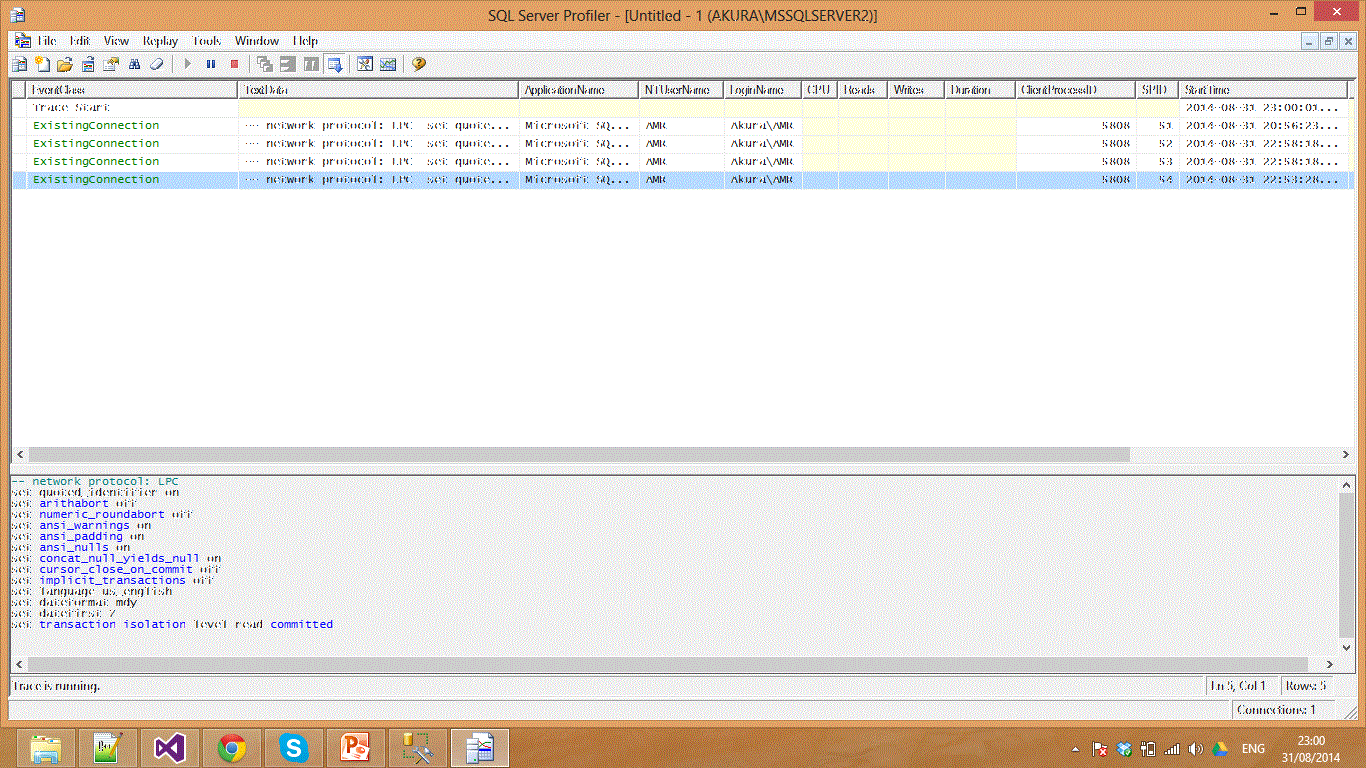 SQL Server Profiler - [Untitled - 1 (AKURA\MSSQLSERVER2)]
File Edit View Replay Tools Window Help
EventClass TextData ApplicationName NTUserName LoginName CPU Reads Writes Duration ClientProcessID SPID StartTime
Trace Start 2014-08-31 23:00:01...
ExistingConnection -- network protocol: LPC set quote... Microsoft SQ... AMR Akura\AMR 5808 51 2014-08-31 20:56:23...
ExistingConnection -- network protocol: LPC set quote... Microsoft SQ... AMR Akura\AMR 5808 52 2014-08-31 22:58:18...
ExistingConnection -- network protocol: LPC set quote... Microsoft SQ... AMR Akura\AMR 5808 53 2014-08-31 22:58:18...
ExistingConnection -- network protocol: LPC set quote... Microsoft SQ... AMR Akura\AMR 5808 54 2014-08-31 22:53:28...
-- network protocol: LPC
set quoted_identifier on
set arithabort off
set numeric_roundabort off
set ansi_warnings on
set ansi_padding on
set ansi_nulls on
set concat_null_yields_null on
set cursor_close_on_commit off
set implicit_transactions off
set language us_english
set dateformat mdy
set datefirst 7
set transaction isolation level read committed
Trace is running.
Ln 5, Col 1 Rows: 5
Connections: 1
ENG
23:00
31/08/2014